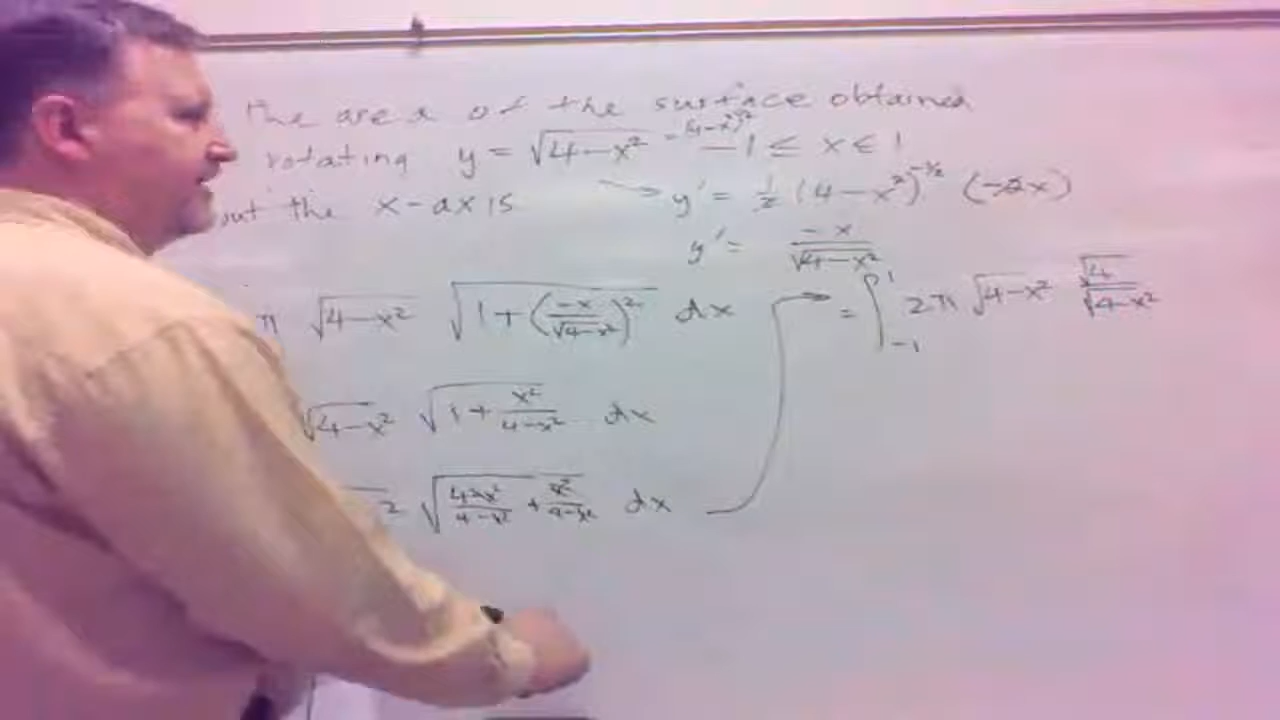 the area of the surface obtained
rotating y = √(4-x²) = (4-x²)^½ -1 ≤ x ≤ 1
out the x-axis
y' = ½ (4-x²)^-½ (-2x)
y' = -x/√(4-x²)
π √(4-x²) √(1+(-x/√(4-x²))²) dx
= ∫₋₁¹ 2π √(4-x²) √4/√(4-x²)
√(4-x²) √(1+x²/(4-x²)) dx
² √((4-x²)/(4-x²) + x²/(4-x²)) dx